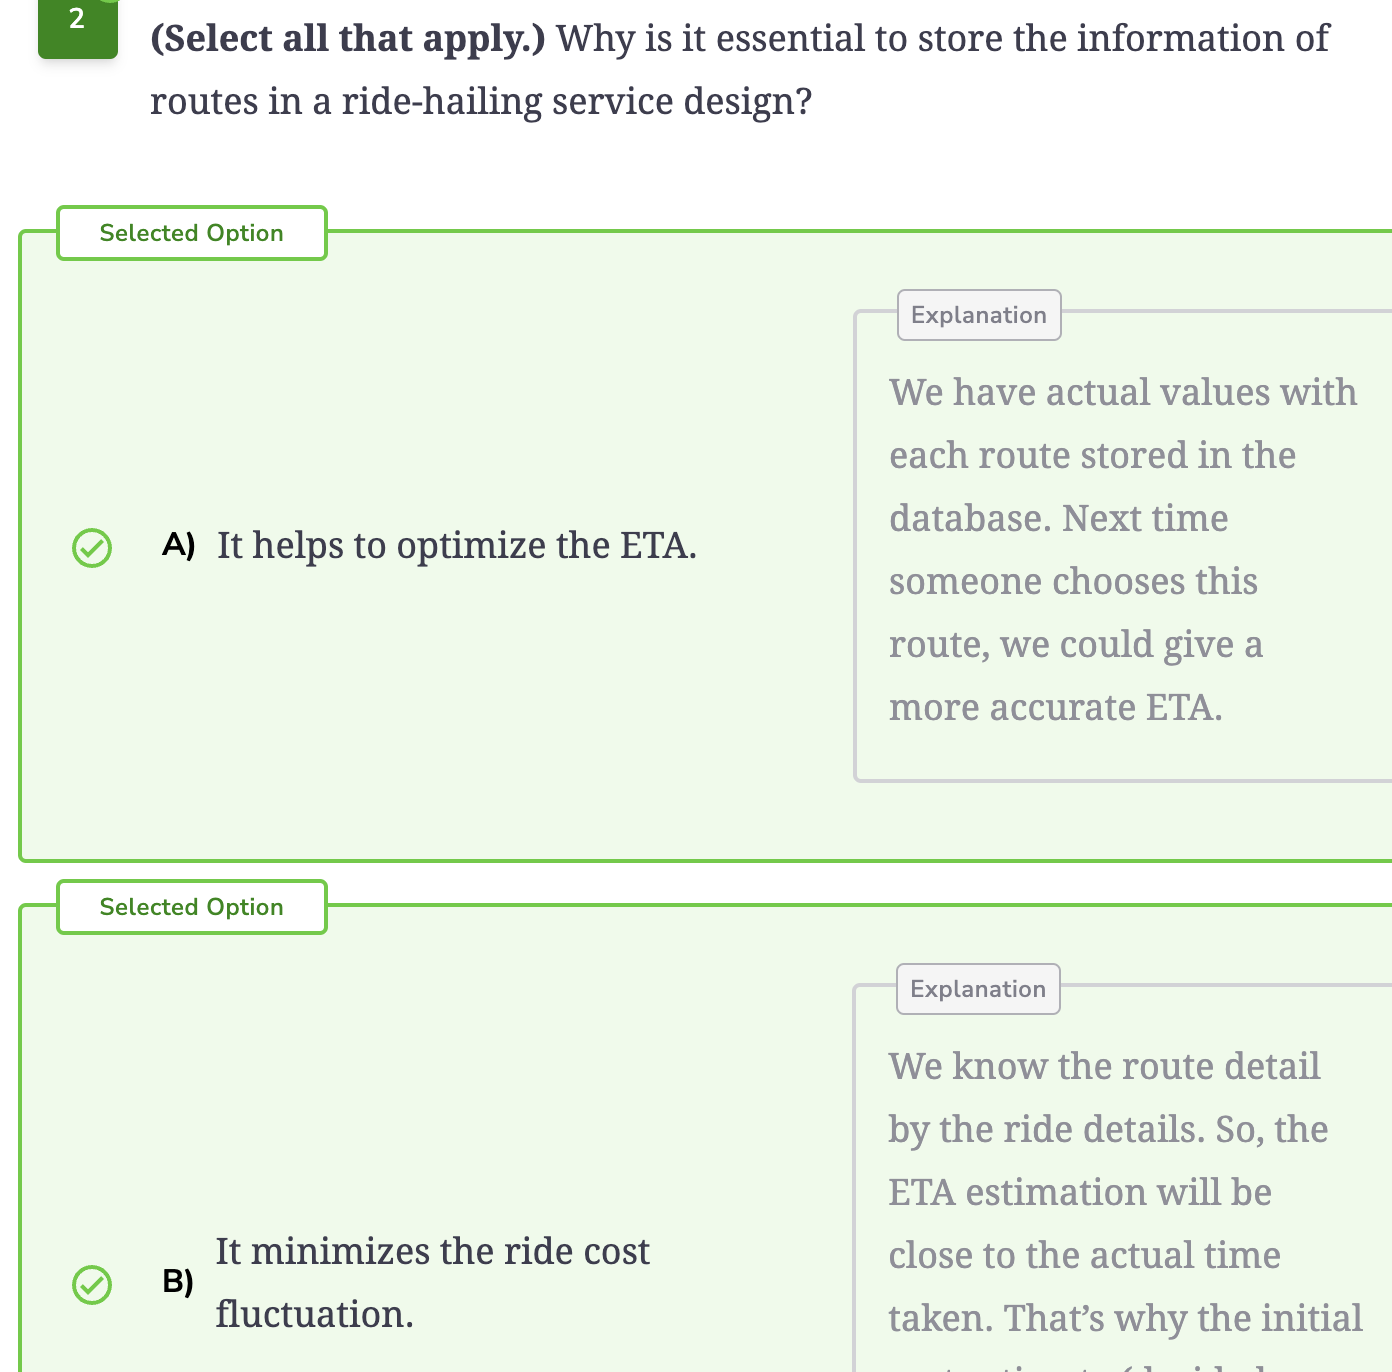 2
(Select all that apply.) Why is it essential to store the information of
routes in a ride-hailing service design?
Selected Option
Explanation
We have actual values with
each route stored in the
database. Next time
someone chooses this
route, we could give a
more accurate ETA.
A) It helps to optimize the ETA.
Selected Option
Explanation
We know the route detail
by the ride details. So, the
ETA estimation will be
close to the actual time
taken. That’s why the initial
B) It minimizes the ride cost
fluctuation.